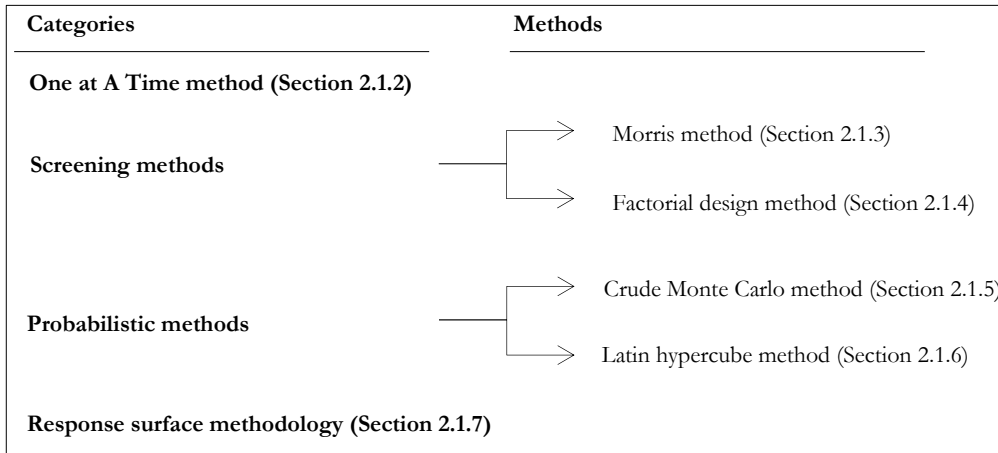 Categories Methods
One at A Time method (Section 2.1.2)
Morris method (Section 2.1.3)
Screening methods
Factorial design method (Section 2.1.4)
Crude Monte Carlo method (Section 2.1.5)
Probabilistic methods
Latin hypercube method (Section 2.1.6)
Response surface methodology (Section 2.1.7)